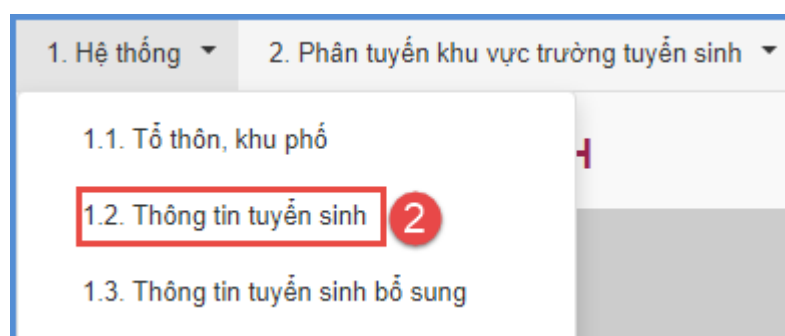 1. Hệ thống 2. Phân tuyến khu vực trường tuyển sinh
1.1. Tổ thôn, khu phố
H
1.2. Thông tin tuyển sinh 2
1.3. Thông tin tuyển sinh bổ sung